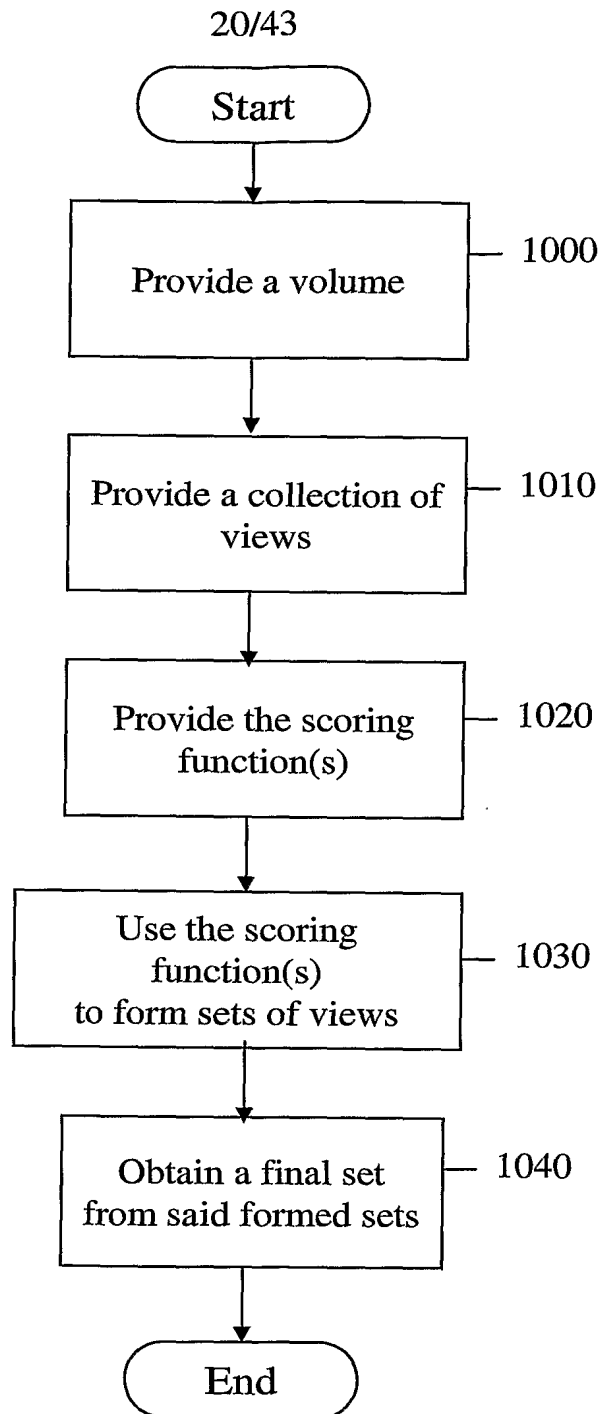 20/43
Start
Provide a volume
1000
Provide a collection of
views
1010
Provide the scoring
function(s)
1020
Use the scoring
function(s)
to form sets of views
1030
Obtain a final set
from said formed sets
1040
End